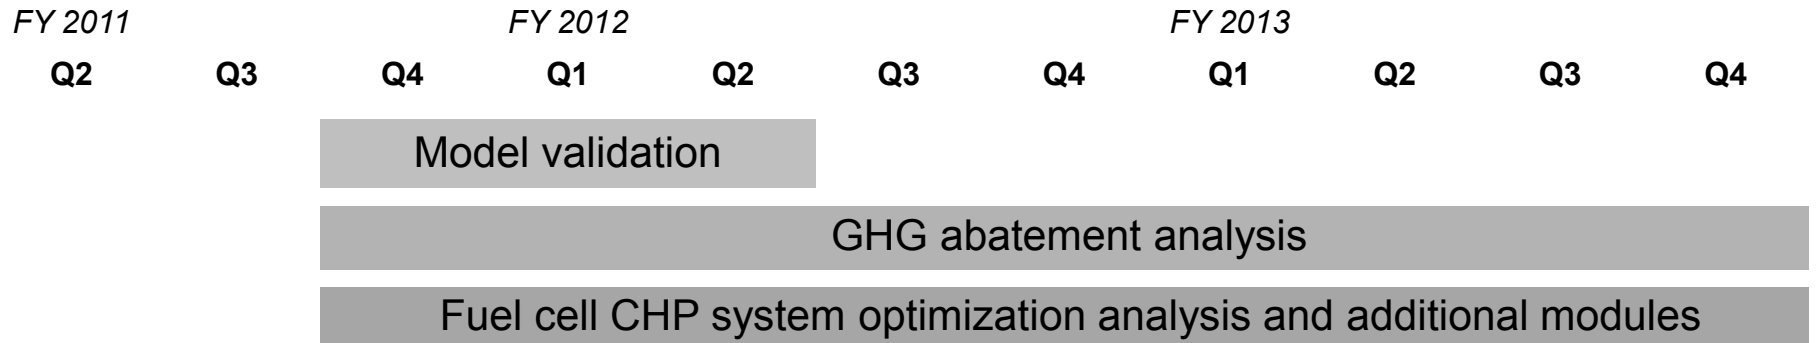 FY 2011 FY 2012 FY 2013
Q2 Q3 Q4 Q1 Q2 Q3 Q4 Q1 Q2 Q3 Q4
Model validation
GHG abatement analysis
Fuel cell CHP system optimization analysis and additional modules